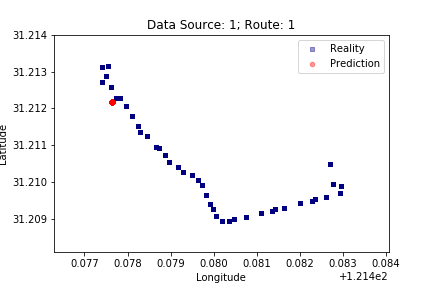 Data Source: 1; Route: 1
31.214
31.213
31.212
31.211
31.210
31.209
Latitude
Reality
Prediction
0.077 0.078 0.079 0.080 0.081 0.082 0.083 0.084
Longitude
+1.214e2